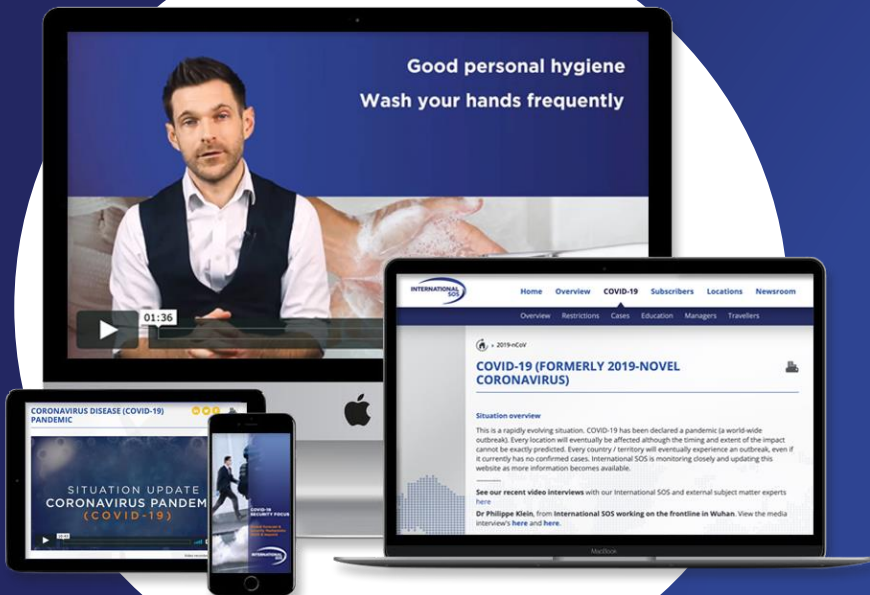 Good personal hygiene
Wash your hands frequently
01:36
INTERNATIONAL
SOS
Home Overview COVID-19 Subscribers Locations Newsroom
Overview Restrictions Cases Education Managers Travellers
2019-nCoV
COVID-19 (FORMERLY 2019-NOVEL
CORONAVIRUS)
Situation overview
This is a rapidly evolving situation. COVID-19 has been declared a pandemic (a world-wide
outbreak). Every location will eventually be affected although the timing and extent of the impact
cannot be exactly predicted. Every country / territory will eventually experience an outbreak, even if
it currently has no confirmed cases. International SOS is monitoring closely and updating this
website as more information becomes available.
See our recent video interviews with our International SOS and external subject matter experts
here
Dr Philippe Klein, from International SOS working on the frontline in Wuhan. View the media
interview's here and here.
MacBook
CORONAVIRUS DISEASE (COVID-19)
PANDEMIC
SITUATION UPDATE
CORONAVIRUS PANDEM
(COVID-19)
COVID-19
SECURITY FOCUS
INTERNATIONAL
SOS